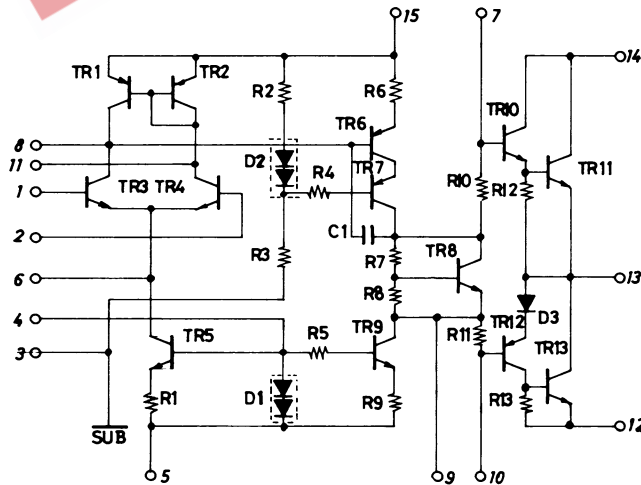 15 7
14
TR1 TR2
R2 R6
TR6 TR10
8
D2 TR7 TR11
11 R4
1 TR3 TR4 R10 R12
2 C1
R3 R7 TR8
6 13
R8
4 D3
TR5 R5 TR9 R11 TR12
3 TR13
R1 D1 R9 R13
SUB 12
5 9 10